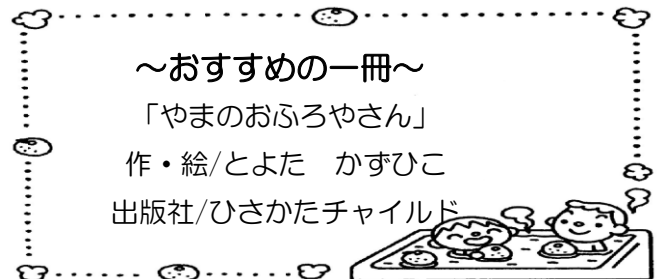 ～おすすめの一冊～
「やまのおふろやさん」
作・絵/とよた　かずひこ
出版社/ひさかたチャイルド